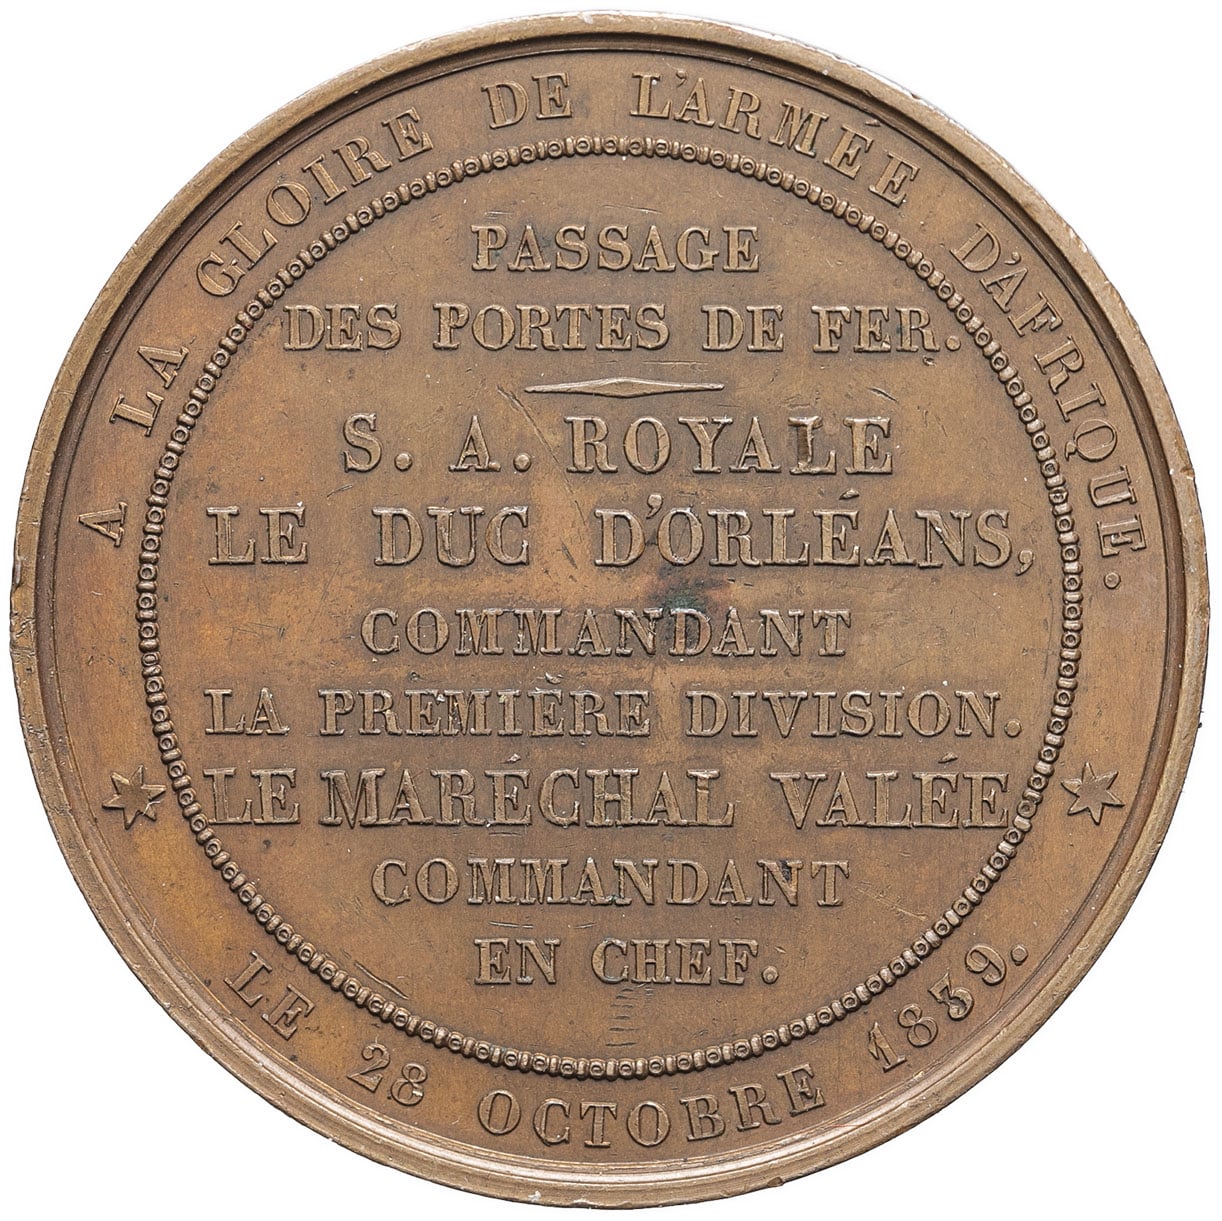 A LA GLOIRE DE L'ARMÉE D'AFRIQUE.
PASSAGE
DES PORTES DE FER.
S. A. ROYALE
LE DUC D'ORLÉANS,
COMMANDANT
LA PREMIÈRE DIVISION.
LE MARÉCHAL VALÉE
COMMANDANT
EN CHEF.
LE 28 OCTOBRE 1839.